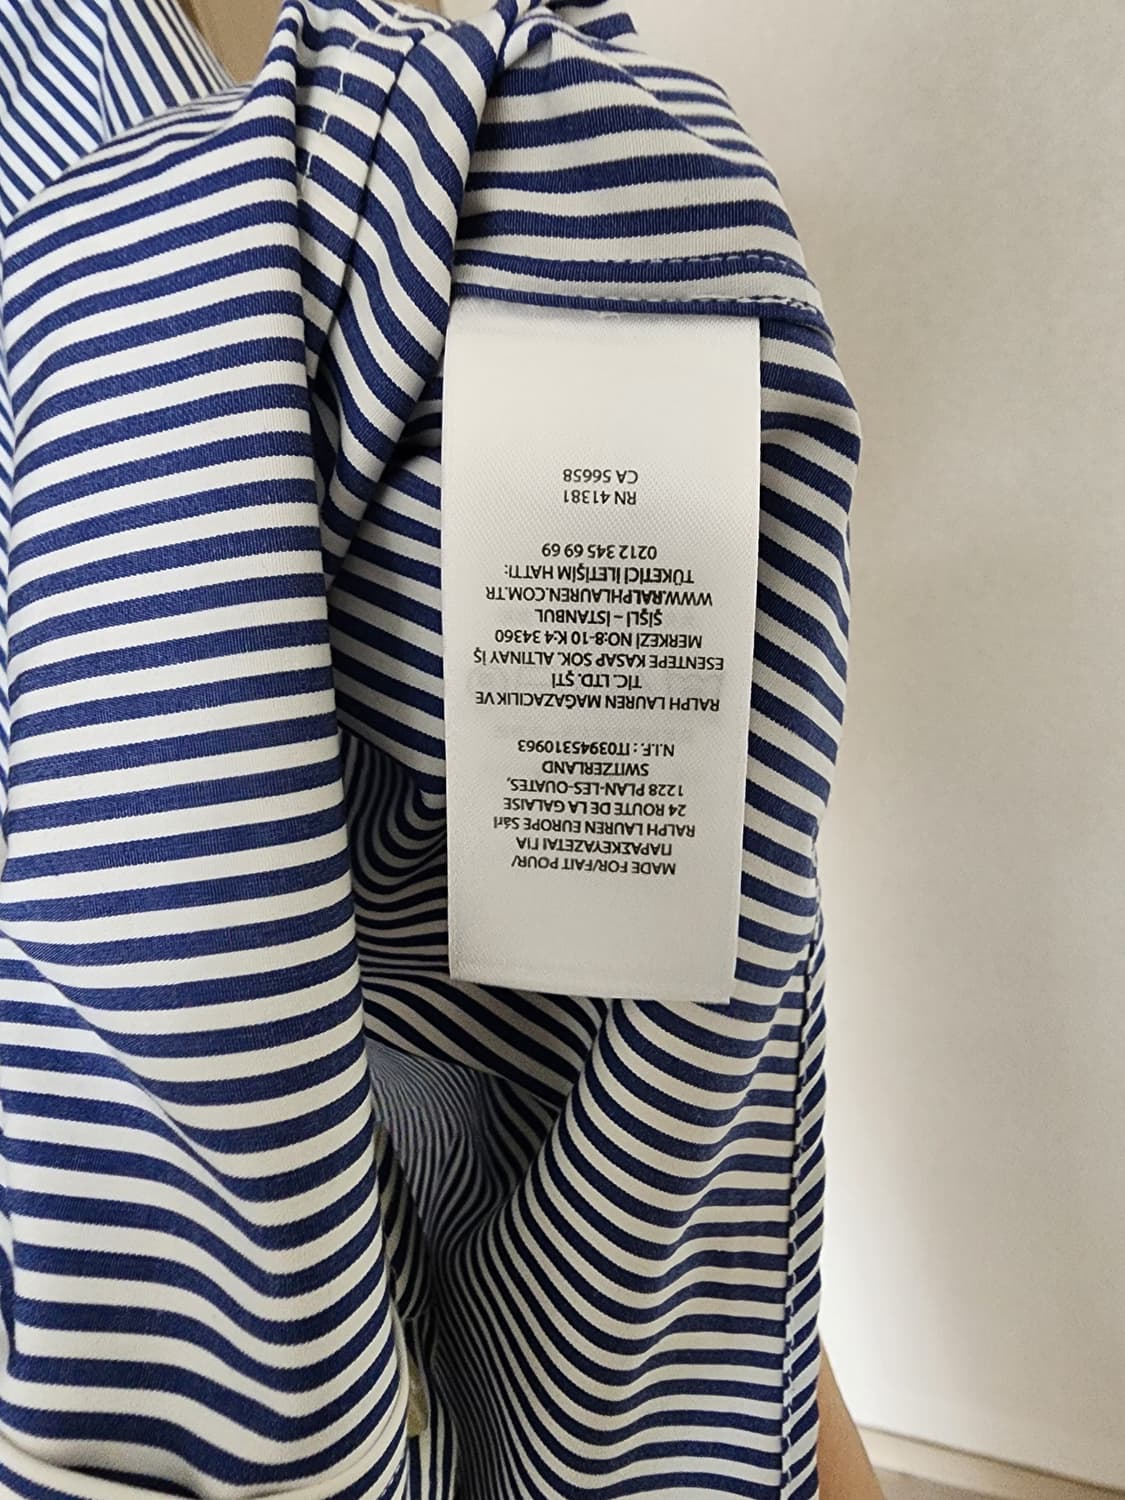 MADE FOR/FAIT POUR/
ΠΑΡΑΣΚΕΥΑΖΕΤΑΙ ΓΙΑ
RALPH LAUREN EUROPE Sárl
24 ROUTE DE LA GALAISE
1228 PLAN-LES-OUATES,
SWITZERLAND
N.I.F.: IT03945310963
RALPH LAUREN MAĞAZACILIK VE
TİC. LTD. ŞTİ
ESENTEPE KASAP SOK. ALTINAY İŞ
MERKEZİ NO:8-10 K:4 34360
ŞİŞLİ – İSTANBUL
WWW.RALPHLAUREN.COM.TR
TÜKETİCİ İLETİŞİM HATTI:
0212 345 69 69
RN 41381
CA 56658